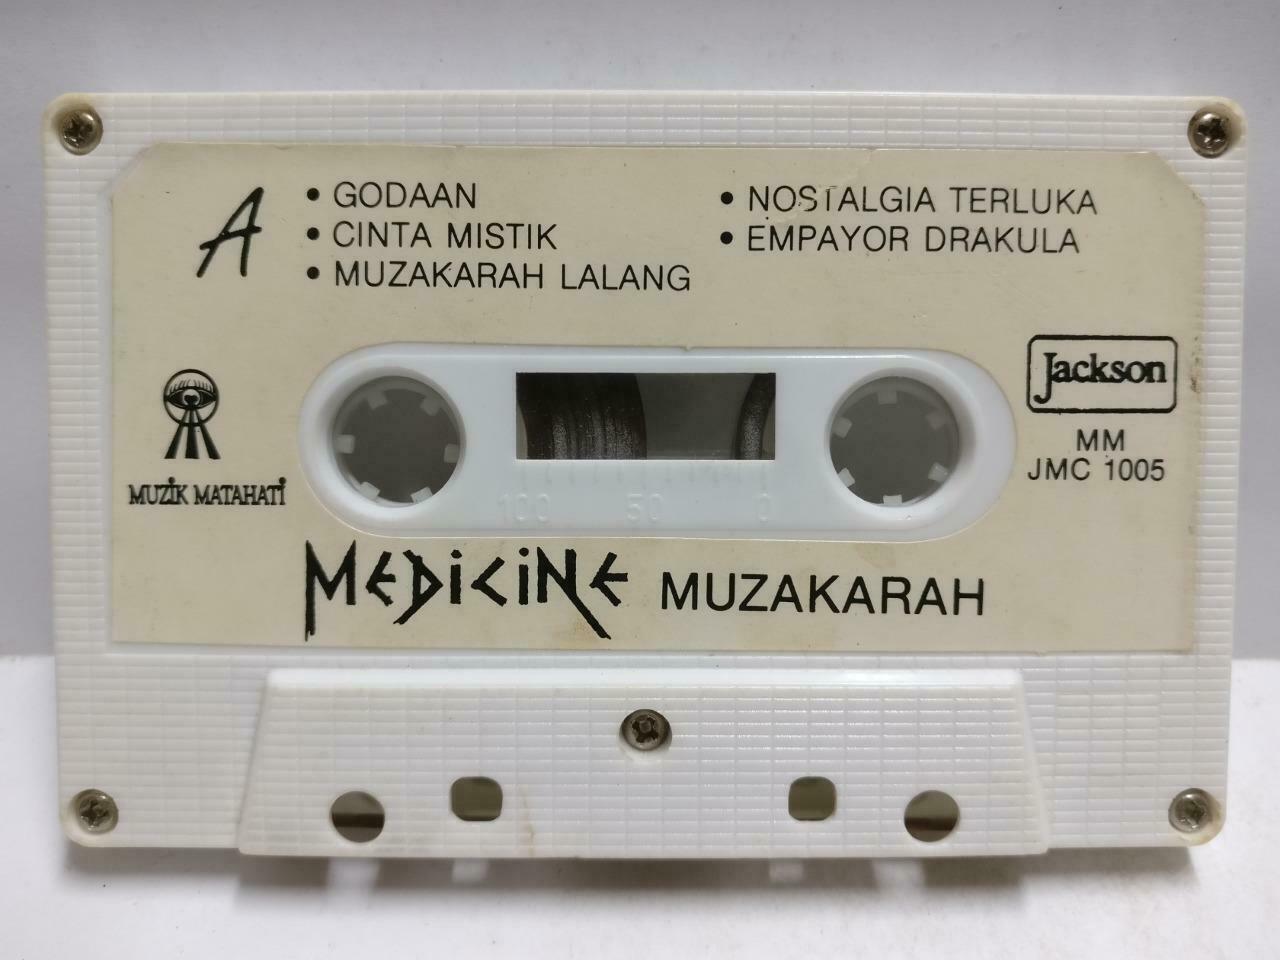 A
• GODAAN
• CINTA MISTIK
• MUZAKARAH LALANG
• NOSTALGIA TERLUKA
• EMPAYOR DRAKULA
MUZİK MATAHATİ
Jackson
MM
JMC 1005
100 50 0
MEDiCiNE MUZAKARAH